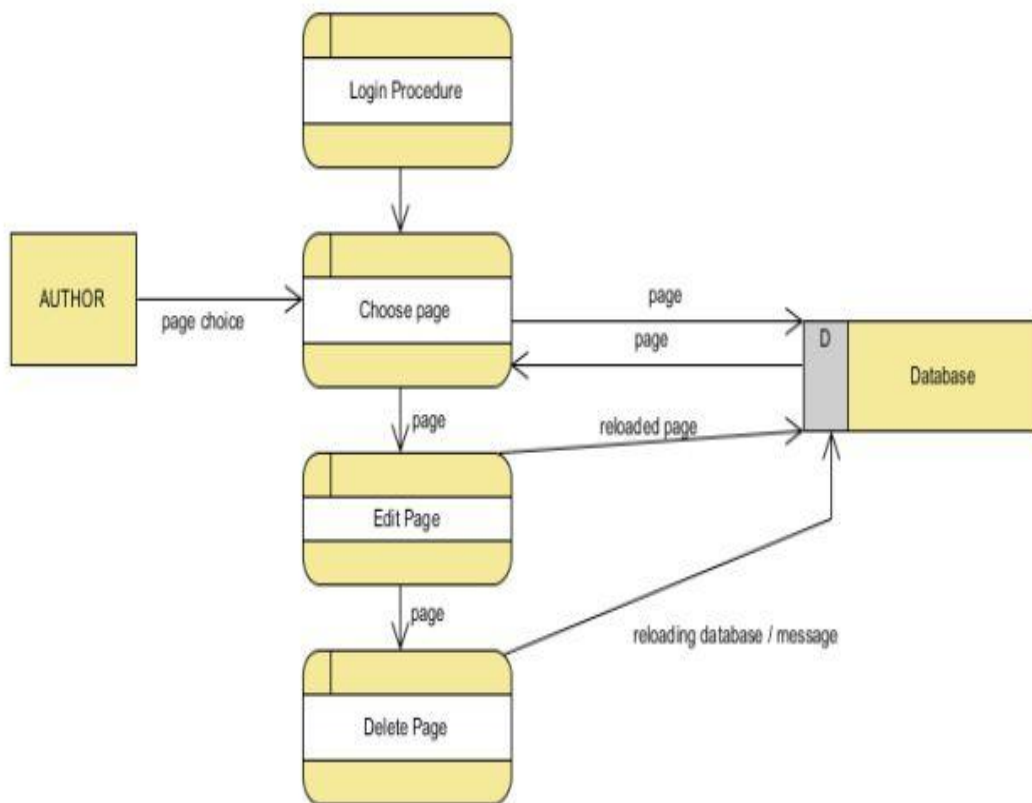 Login Procedure
AUTHOR
page choice
Choose page
page
page
D
Database
page
reloaded page
Edit Page
page
reloading database / message
Delete Page